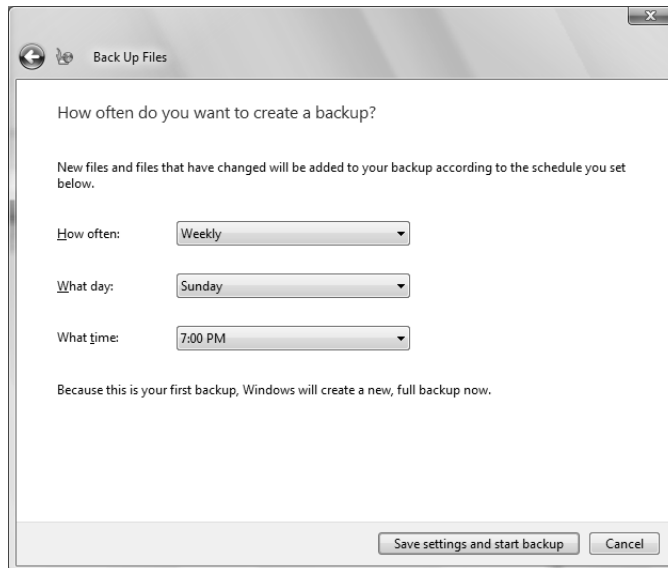 Back Up Files
How often do you want to create a backup?
New files and files that have changed will be added to your backup according to the schedule you set
below.
How often: Weekly
What day: Sunday
What time: 7:00 PM
Because this is your first backup, Windows will create a new, full backup now.
Save settings and start backup Cancel